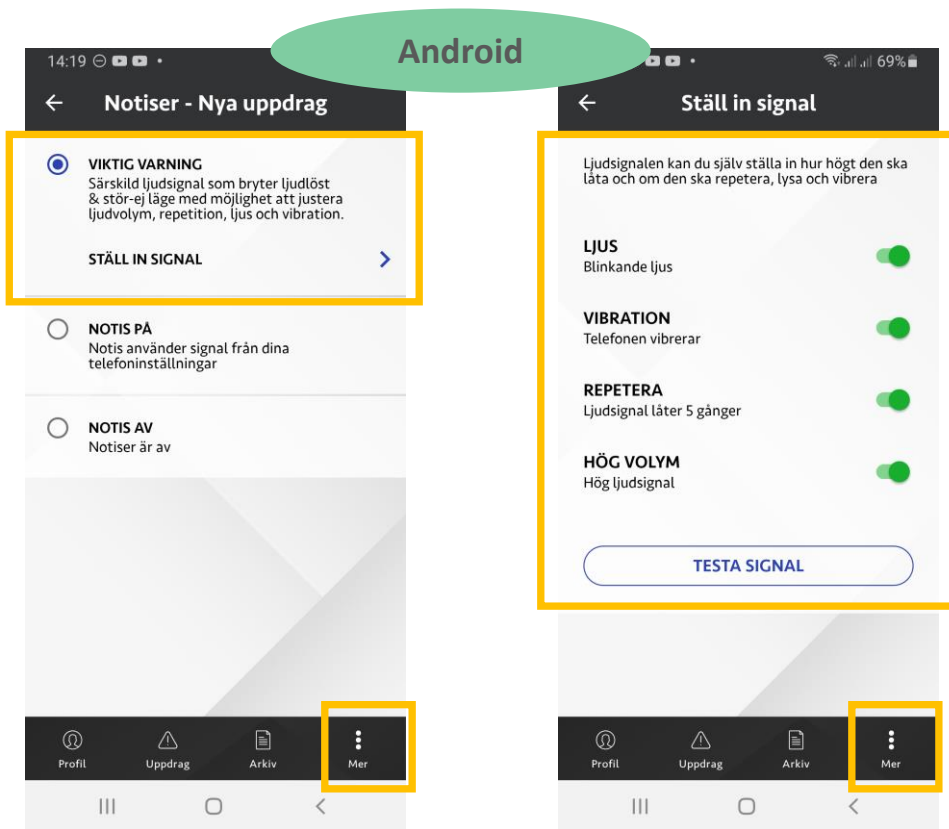 Android
14:19
Notiser - Nya uppdrag
VIKTIG VARNING
Särskild ljudsignal som bryter ljudlöst
& stör-ej läge med möjlighet att justera
ljudvolym, repetition, ljus och vibration.
STÄLL IN SIGNAL
NOTIS PÅ
Notis använder signal från dina
telefoninställningar
NOTIS AV
Notiser är av
Profil
Uppdrag
Arkiv
Mer
69%
Ställ in signal
Ljudsignalen kan du själv ställa in hur högt den ska
låta och om den ska repetera, lysa och vibrera
LJUS
Blinkande ljus
VIBRATION
Telefonen vibrerar
REPETERA
Ljudsignal låter 5 gånger
HÖG VOLYM
Hög ljudsignal
TESTA SIGNAL
Profil
Uppdrag
Arkiv
Mer